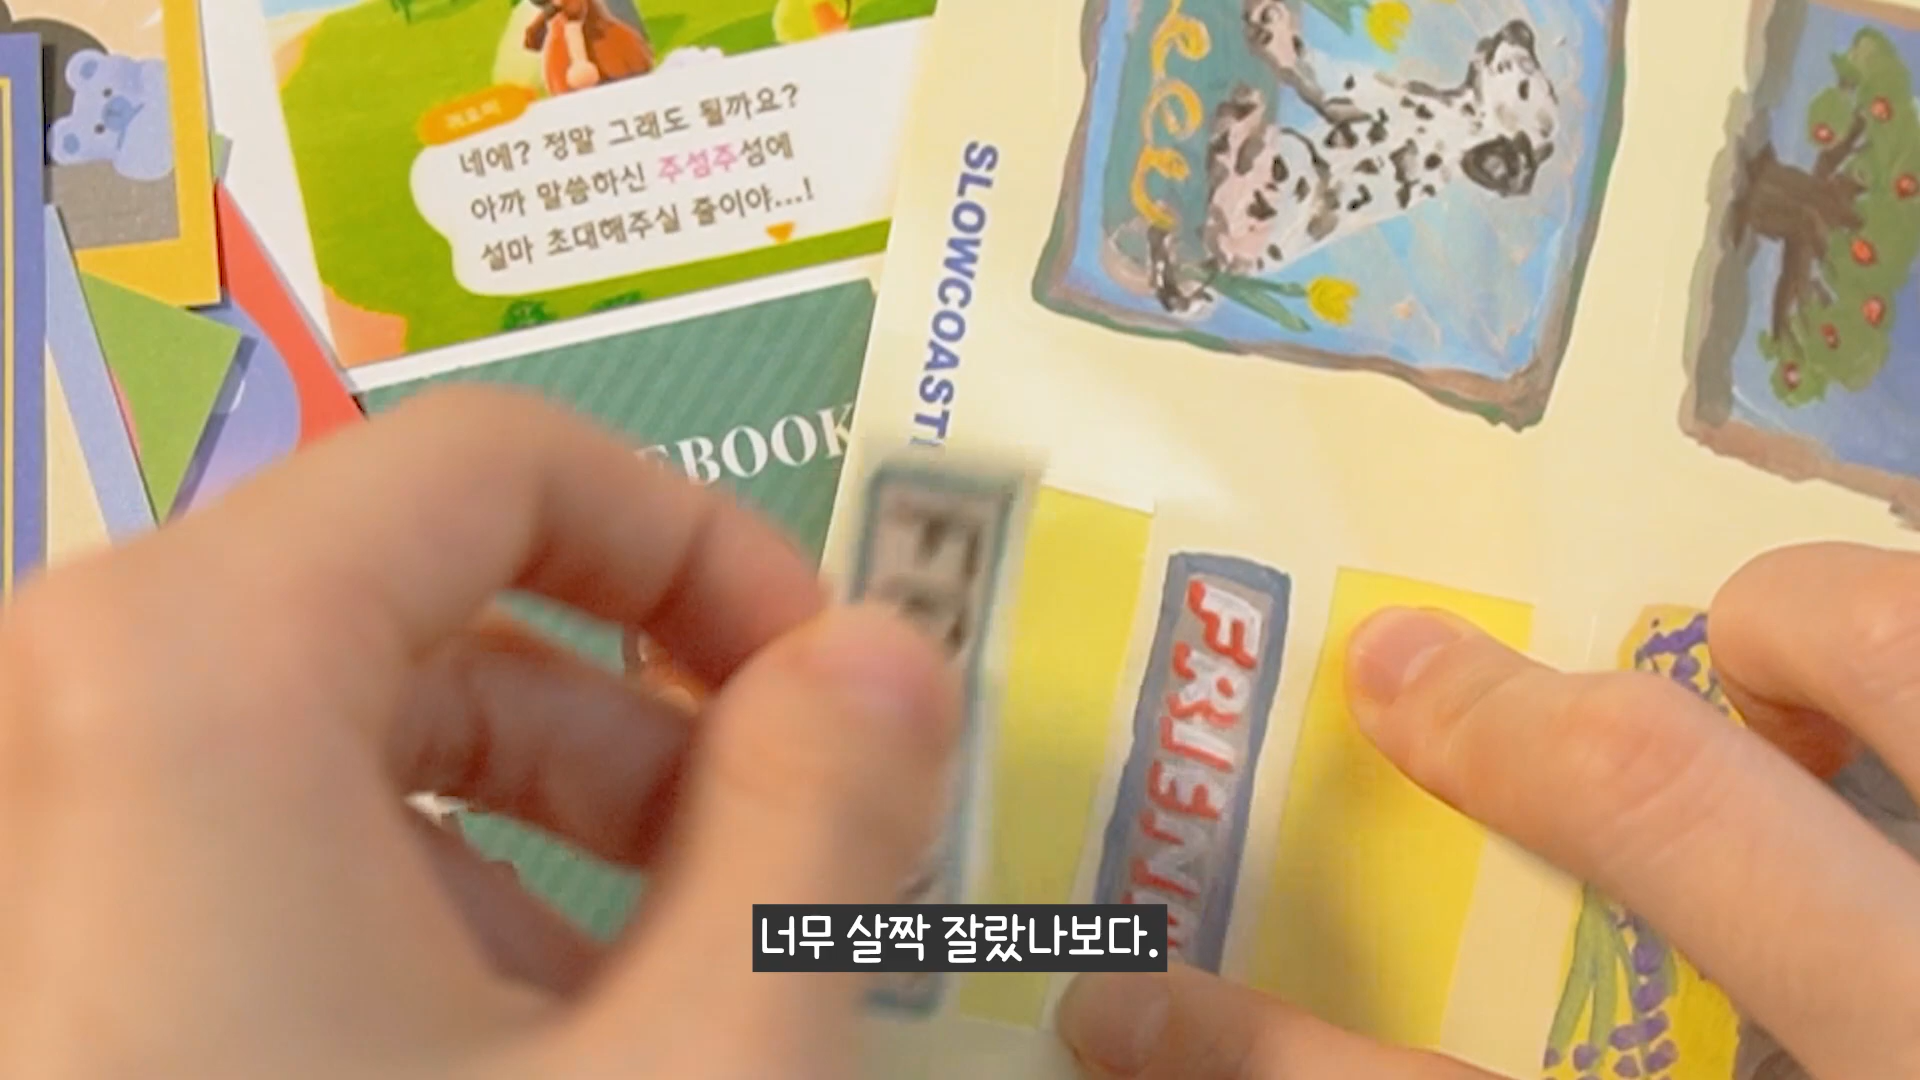 네에? 정말 그래도 될까요?
아까 말씀하신 주섬주섬에
설마 초대해주실 줄이야...!
SLOWCOAST
EBOOK
FRIEN
너무 살짝 잘랐나보다.